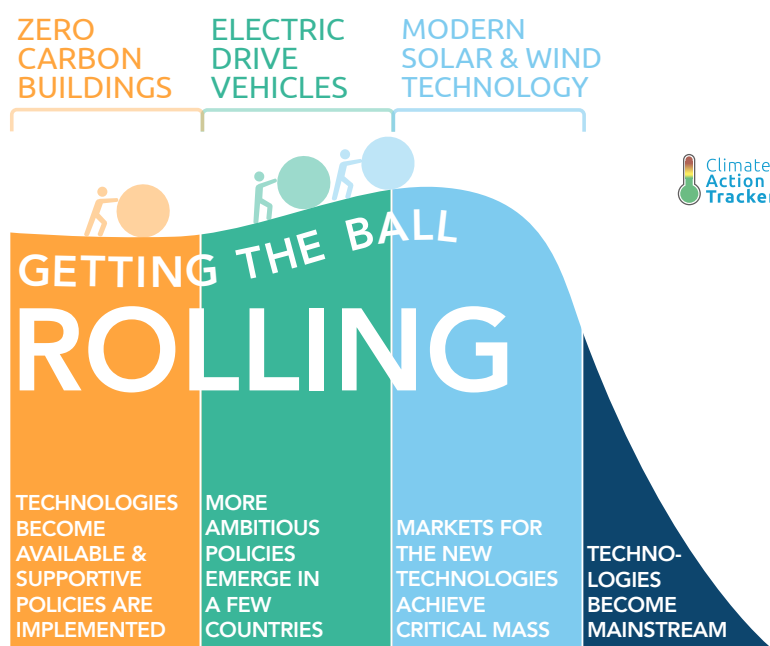 ZERO
CARBON
BUILDINGS
ELECTRIC
DRIVE
VEHICLES
MODERN
SOLAR & WIND
TECHNOLOGY
Climate
Action
Tracker
GETTING THE BALL
ROLLING
TECHNOLOGIES
BECOME
AVAILABLE &
SUPPORTIVE
POLICIES ARE
IMPLEMENTED
MORE
AMBITIOUS
POLICIES
EMERGE IN
A FEW
COUNTRIES
MARKETS FOR
THE NEW
TECHNOLOGIES
ACHIEVE
CRITICAL MASS
TECHNO-
LOGIES
BECOME
MAINSTREAM